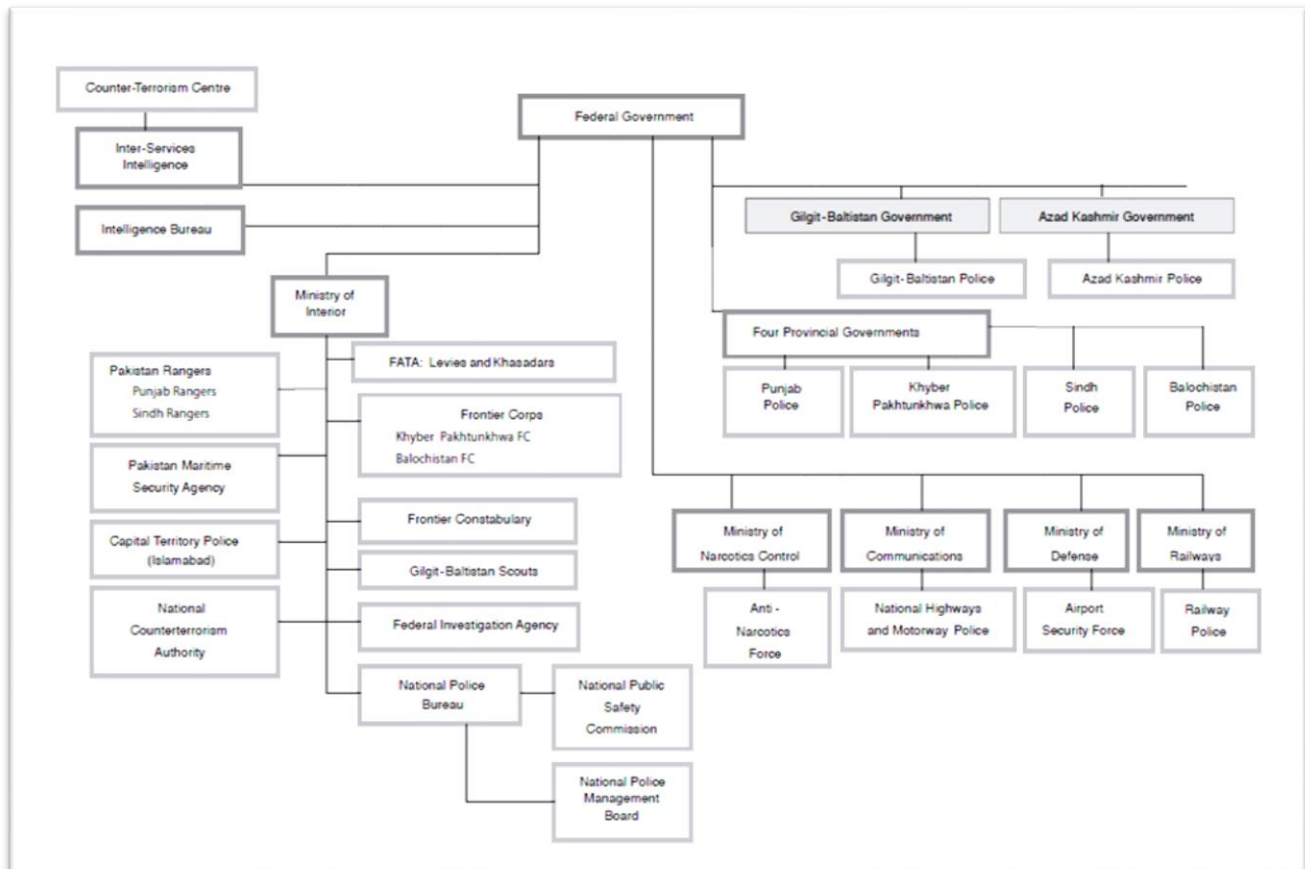 Counter-Terrorism Centre
Federal Government
Inter-Services
Intelligence
Intelligence Bureau
Gilgit-Baltistan Government
Azad Kashmir Government
Gilgit-Baltistan Police
Azad Kashmir Police
Ministry of
Interior
Four Provincial Governments
Punjab
Police
Khyber
Pakhtunkhwa Police
Sindh
Police
Balochistan
Police
Pakistan Rangers
Punjab Rangers
Sindh Rangers
FATA: Levies and Khasadars
Frontier Corps
Khyber Pakhtunkhwa FC
Balochistan FC
Pakistan Maritime
Security Agency
Frontier Constabulary
Capital Territory Police
(Islamabad)
Gilgit-Baltistan Scouts
National
Counterterrorism
Authority
Federal Investigation Agency
National Police
Bureau
National Public
Safety
Commission
National Police
Management
Board
Ministry of
Narcotics Control
Ministry of
Communications
Ministry of
Defense
Ministry of
Railways
Anti-
Narcotics
Force
National Highways
and Motorway Police
Airport
Security Force
Railway
Police